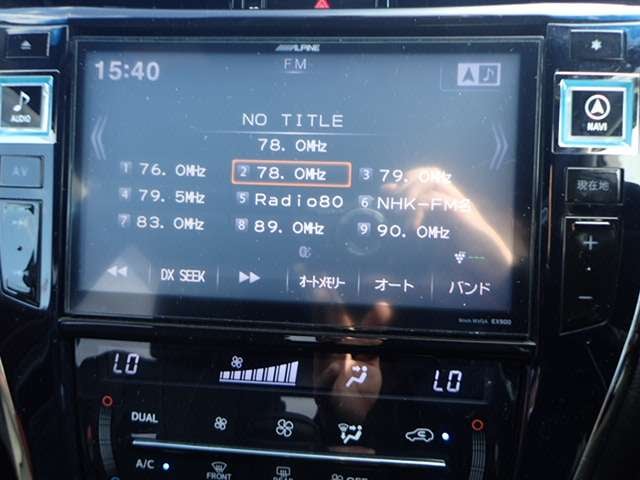 ALPINE
15:40
FM
AUDIO
NAVI
NO TITLE
78. 0MHz
AV
1 76. 0MHz
2 78. 0MHz
3 79. 0MHz
現在地
4 79. 5MHz
5 Radio80
6 NHK-FM2
7 83. 0MHz
8 89. 0MHz
9 90. 0MHz
DX SEEK
オートメモリー
オート
バンド
EX900
LO
LO
DUAL
A/C
FRONT
REAR
OFF